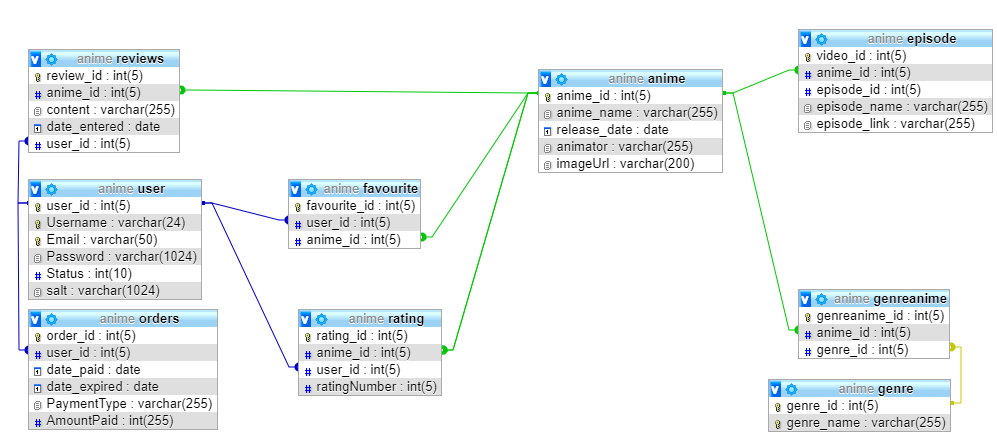 anime reviews
review_id : int(5)
anime_id : int(5)
content : varchar(255)
date_entered : date
user_id : int(5)
anime user
user_id : int(5)
Username : varchar(24)
Email : varchar(50)
Password : varchar(1024)
Status : int(10)
salt : varchar(1024)
anime orders
order_id : int(5)
user_id : int(5)
date_paid : date
date_expired : date
PaymentType : varchar(255)
AmountPaid : int(255)
anime favourite
favourite_id : int(5)
user_id : int(5)
anime_id : int(5)
anime rating
rating_id : int(5)
anime_id : int(5)
user_id : int(5)
ratingNumber : int(5)
anime anime
anime_id : int(5)
anime_name : varchar(255)
release_date : date
animator : varchar(255)
imageUrl : varchar(200)
anime episode
video_id : int(5)
anime_id : int(5)
episode_id : int(5)
episode_name : varchar(255)
episode_link : varchar(255)
anime genreanime
genreanime_id : int(5)
anime_id : int(5)
genre_id : int(5)
anime genre
genre_id : int(5)
genre_name : varchar(255)